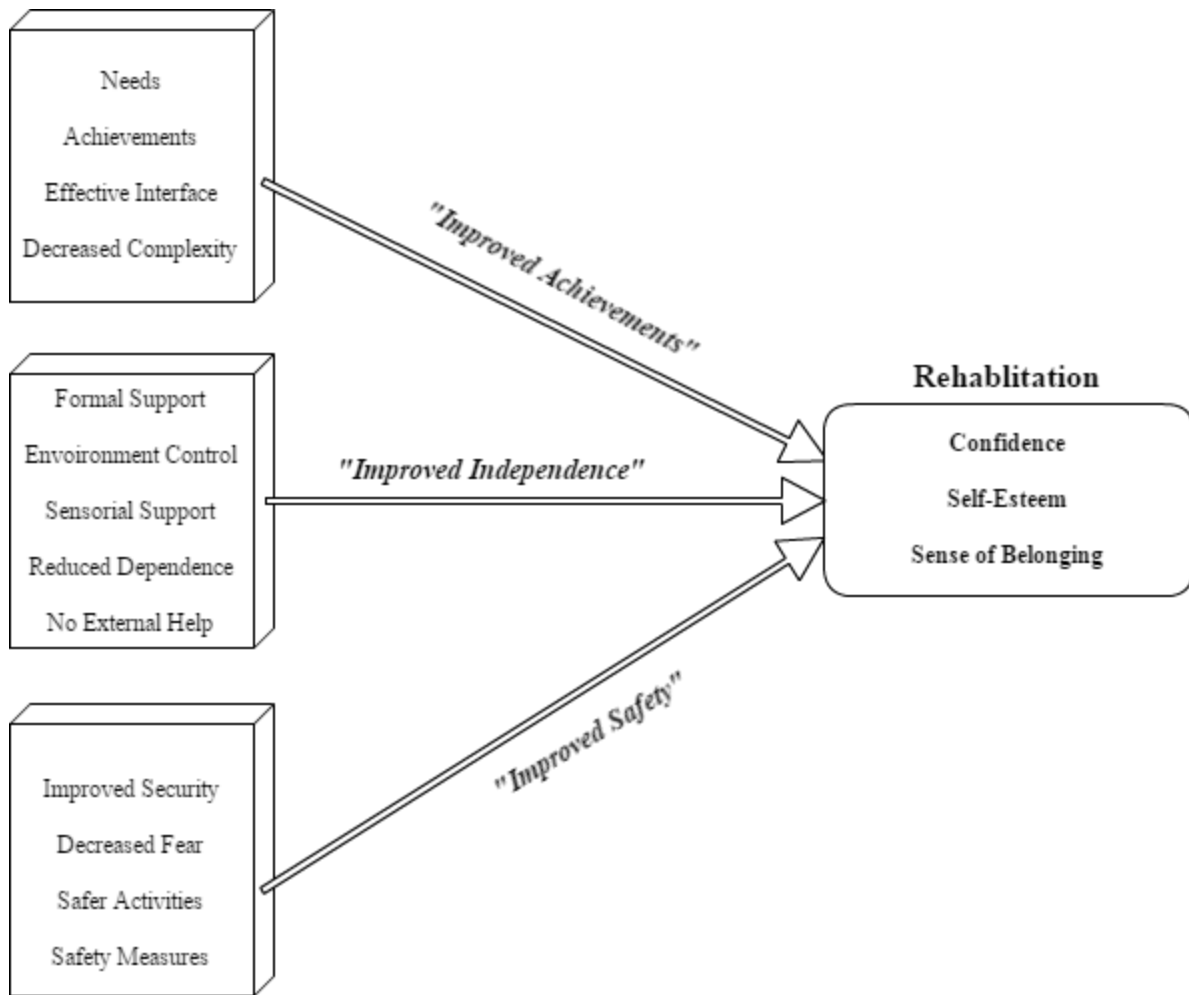 Needs
Achievements
Effective Interface
Decreased Complexity
"Improved Achievements"
Formal Support
Envoironment Control
Sensorial Support
Reduced Dependence
No External Help
"Improved Independence"
Improved Security
Decreased Fear
Safer Activities
Safety Measures
"Improved Safety"
Rehablitation
Confidence
Self-Esteem
Sense of Belonging